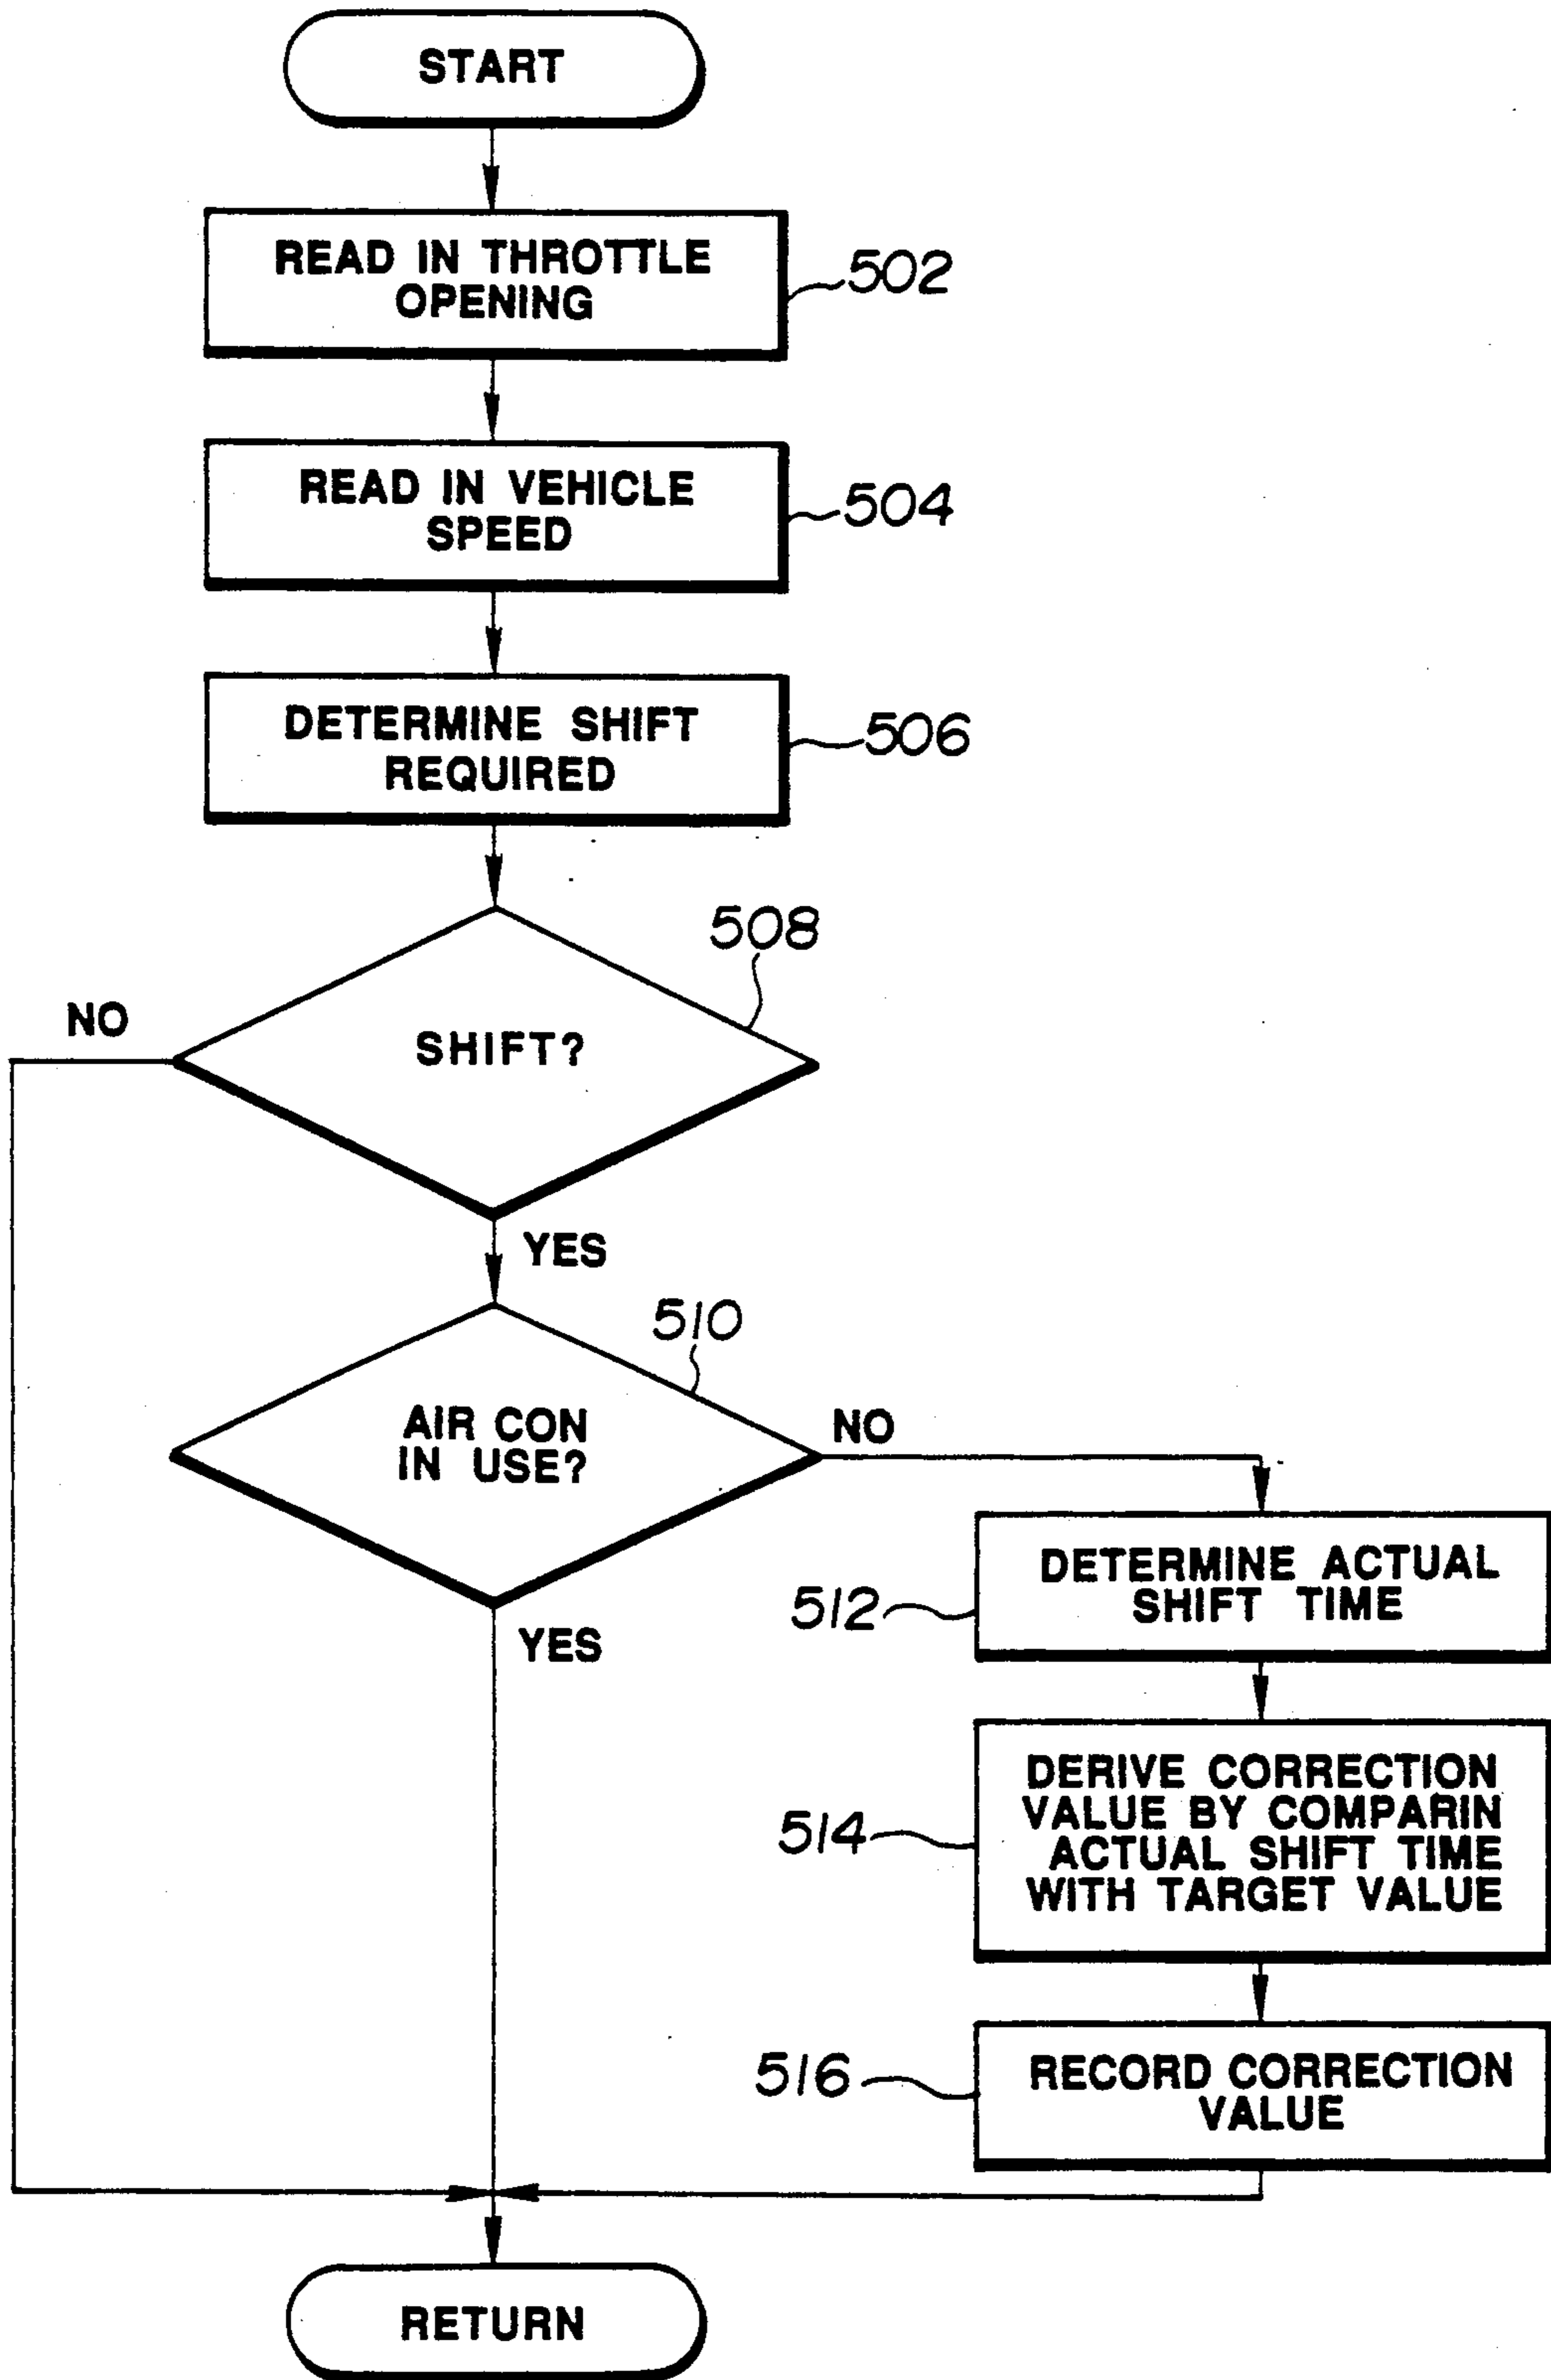 START
READ IN THROTTLE
OPENING
502
READ IN VEHICLE
SPEED
504
DETERMINE SHIFT
REQUIRED
506
508
NO
SHIFT?
YES
510
AIR CON
IN USE?
NO
YES
DETERMINE ACTUAL
SHIFT TIME
512
DERIVE CORRECTION
VALUE BY COMPARIN
ACTUAL SHIFT TIME
WITH TARGET VALUE
514
RECORD CORRECTION
VALUE
516
RETURN